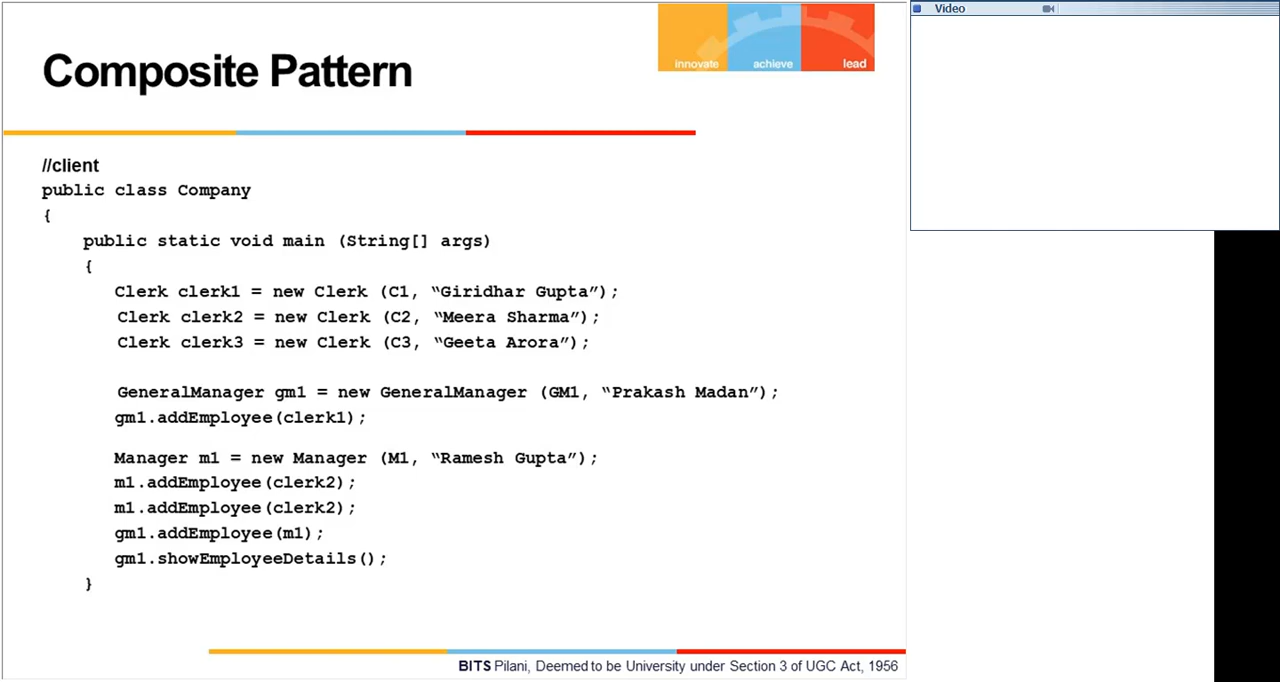 innovate achieve lead
Video
Composite Pattern
//client
public class Company
{
public static void main (String[] args)
{
Clerk clerk1 = new Clerk (C1, “Giridhar Gupta”);
Clerk clerk2 = new Clerk (C2, “Meera Sharma”);
Clerk clerk3 = new Clerk (C3, “Geeta Arora”);
GeneralManager gm1 = new GeneralManager (GM1, “Prakash Madan”);
gm1.addEmployee(clerk1);
Manager m1 = new Manager (M1, “Ramesh Gupta”);
m1.addEmployee(clerk2);
m1.addEmployee(clerk2);
gm1.addEmployee(m1);
gm1.showEmployeeDetails();
}
BITS Pilani, Deemed to be University under Section 3 of UGC Act, 1956